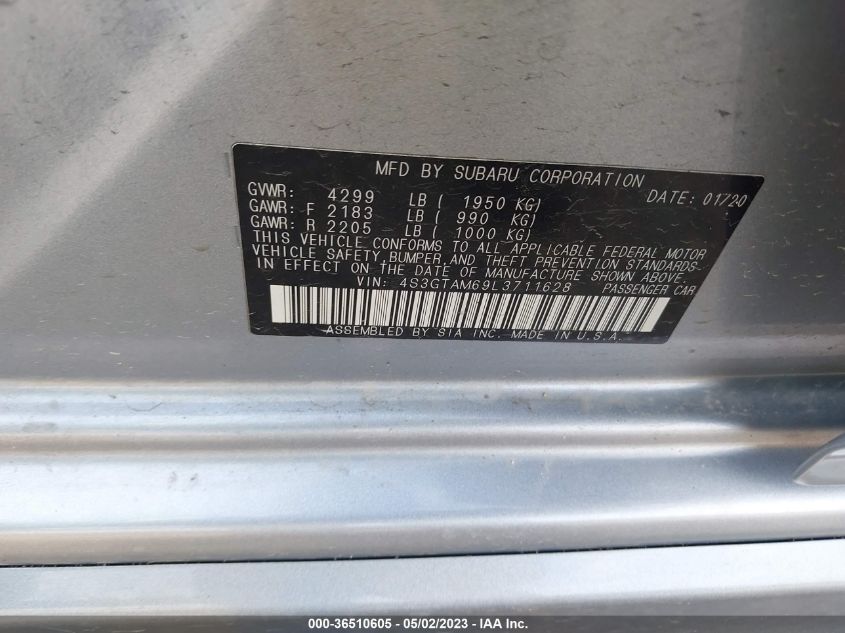 MFD BY SUBARU CORPORATION
GVWR: 4299 LB ( 1950 KG) DATE: 01/20
GAWR: F 2183 LB ( 990 KG)
GAWR: R 2205 LB ( 1000 KG)
THIS VEHICLE CONFORMS TO ALL APPLICABLE FEDERAL MOTOR
VEHICLE SAFETY, BUMPER, AND THEFT PREVENTION STANDARDS-
IN EFFECT ON THE DATE OF MANUFACTURE SHOWN ABOVE.
VIN: 4S3GTAM69L3711628 PASSENGER CAR
ASSEMBLED BY SIA INC. MADE IN U.S.A.
000-36510605 - 05/02/2023 - IAA Inc.